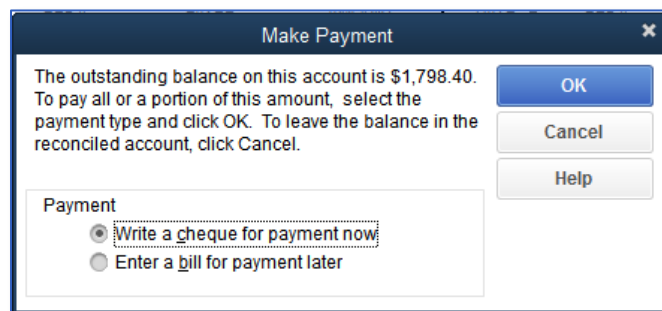 Make Payment
The outstanding balance on this account is $1,798.40.
To pay all or a portion of this amount, select the
payment type and click OK. To leave the balance in the
reconciled account, click Cancel.
OK
Cancel
Help
Payment
Write a cheque for payment now
Enter a bill for payment later